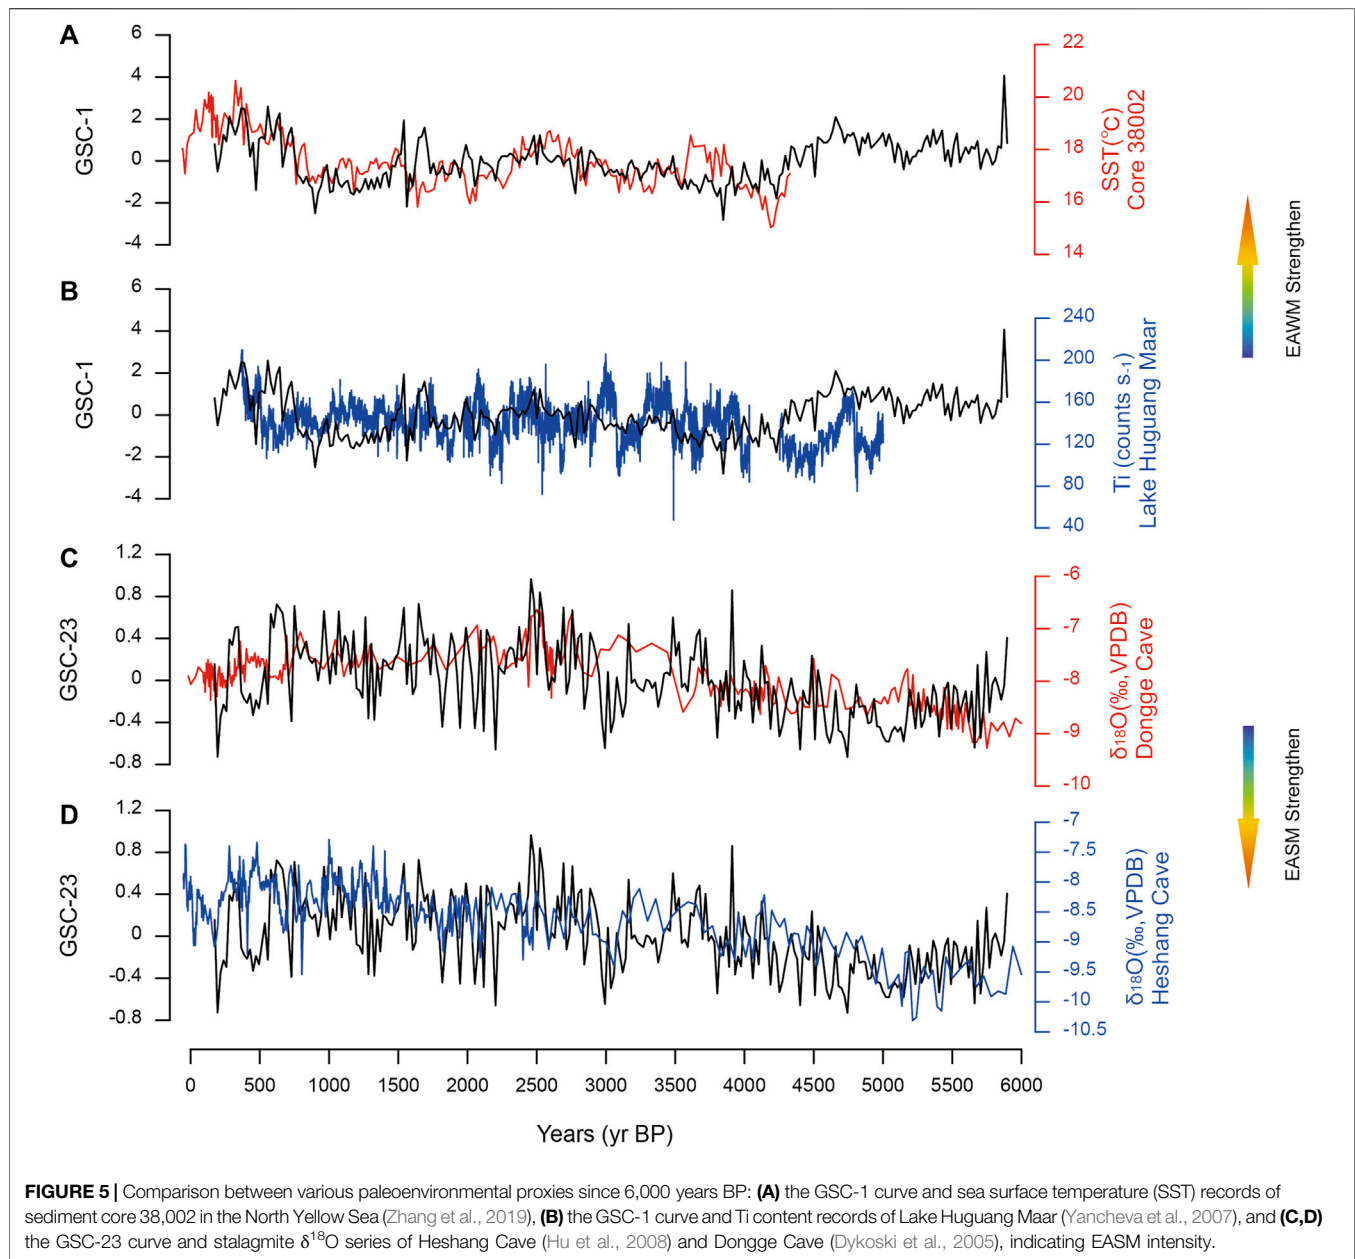 A
6
4
2
0
-2
-4
GSC-1
22
20
18
16
14
SST(°C)
Core 38002
B
6
4
2
0
-2
-4
GSC-1
240
200
160
120
80
40
Ti (counts s-1)
Lake Huguang Maar
EAWM Strengthen
C
1.2
0.8
0.4
0
-0.4
-0.8
GSC-23
-6
-7
-8
-9
-10
δ18O(‰,VPDB)
Dongge Cave
D
1.2
0.8
0.4
0
-0.4
-0.8
GSC-23
-7
-7.5
-8
-8.5
-9
-9.5
-10
-10.5
δ18O(‰,VPDB)
Heshang Cave
EASM Strengthen
0 500 1000 1500 2000 2500 3000 3500 4000 4500 5000 5500 6000
Years (yr BP)
FIGURE 5 | Comparison between various paleoenvironmental proxies since 6,000 years BP: (A) the GSC-1 curve and sea surface temperature (SST) records of
sediment core 38,002 in the North Yellow Sea (Zhang et al., 2019), (B) the GSC-1 curve and Ti content records of Lake Huguang Maar (Yancheva et al., 2007), and (C,D)
the GSC-23 curve and stalagmite δ18O series of Heshang Cave (Hu et al., 2008) and Dongge Cave (Dykoski et al., 2005), indicating EASM intensity.